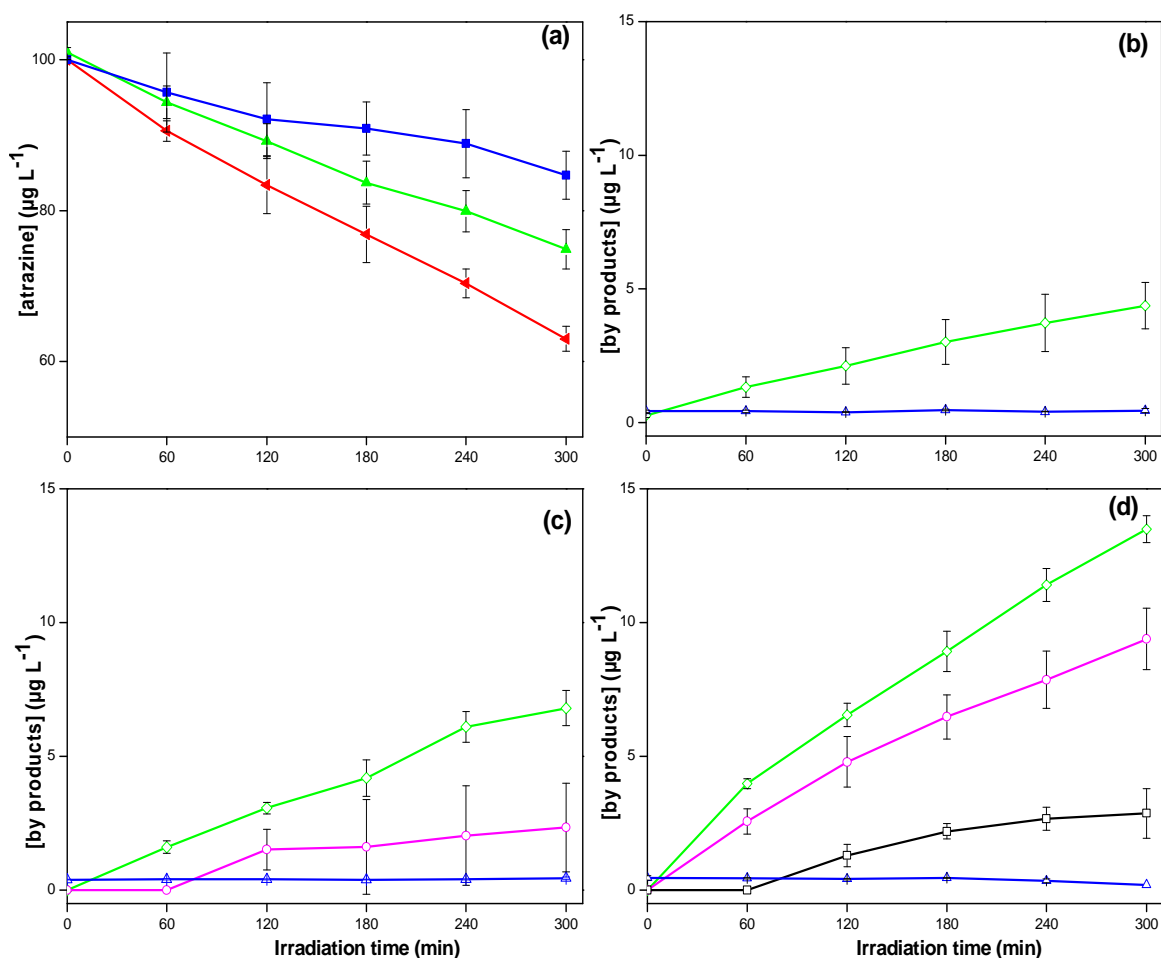 (a)
[atrazine] (µg L⁻¹)
100
80
60
0 60 120 180 240 300
(b)
[by products] (µg L⁻¹)
15
10
5
0
0 60 120 180 240 300
(c)
[by products] (µg L⁻¹)
15
10
5
0
0 60 120 180 240 300
Irradiation time (min)
(d)
[by products] (µg L⁻¹)
15
10
5
0
0 60 120 180 240 300
Irradiation time (min)